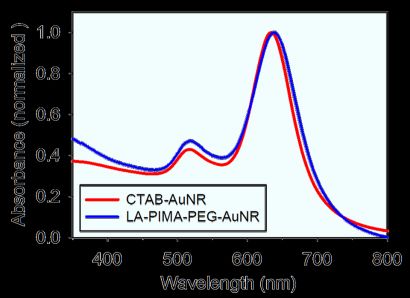 Absorbance (normalized )
1.0
0.8
0.6
0.4
0.2
0.0
CTAB-AuNR
LA-PIMA-PEG-AuNR
400 500 600 700 800
Wavelength (nm)